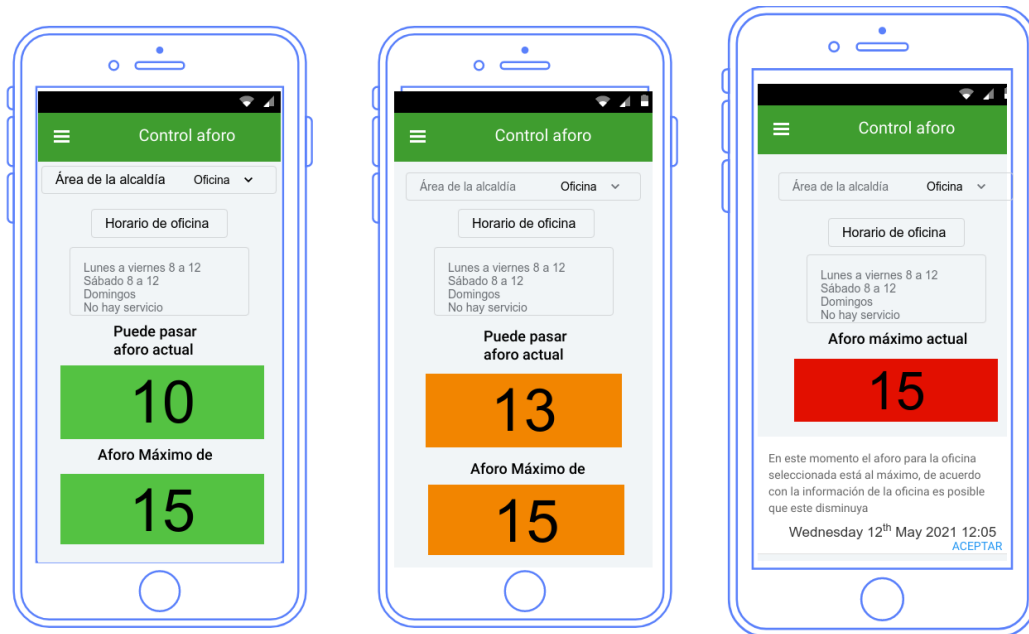 Control aforo
Área de la alcaldía Oficina
Horario de oficina
Lunes a viernes 8 a 12
Sábado 8 a 12
Domingos
No hay servicio
Puede pasar
aforo actual
10
Aforo Máximo de
15
Control aforo
Área de la alcaldía Oficina
Horario de oficina
Lunes a viernes 8 a 12
Sábado 8 a 12
Domingos
No hay servicio
Puede pasar
aforo actual
13
Aforo Máximo de
15
Control aforo
Área de la alcaldía Oficina
Horario de oficina
Lunes a viernes 8 a 12
Sábado 8 a 12
Domingos
No hay servicio
Aforo máximo actual
15
En este momento el aforo para la oficina
seleccionada está al máximo, de acuerdo
con la información de la oficina es posible
que este disminuya
Wednesday 12th May 2021 12:05
ACEPTAR